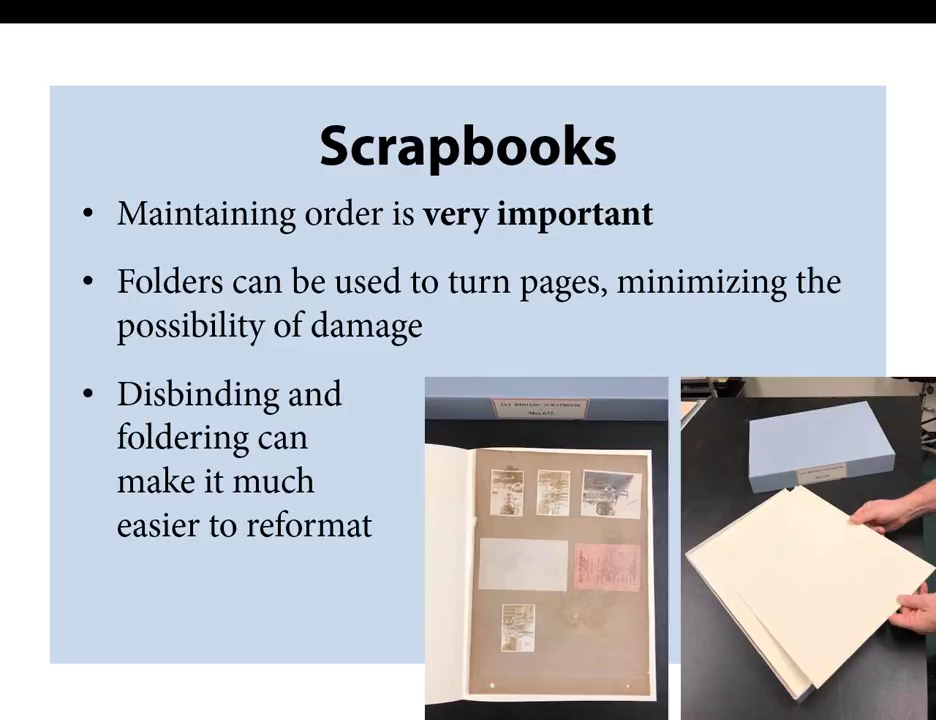 Scrapbooks
• Maintaining order is very important
• Folders can be used to turn pages, minimizing the
possibility of damage
• Disbinding and
foldering can
make it much
easier to reformat
SCRAPBOOK